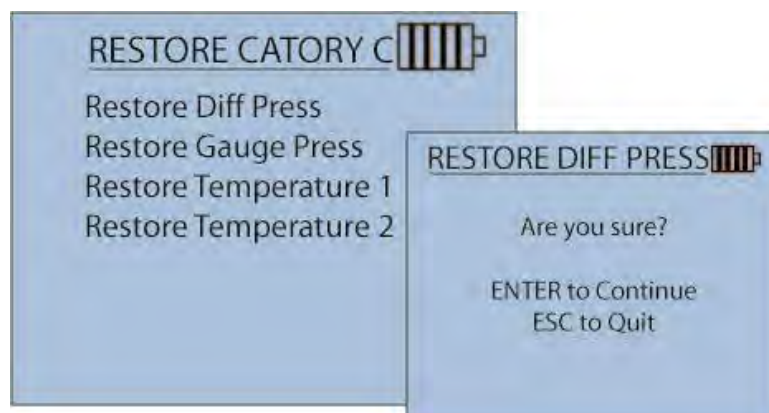 RESTORE CATORY C
Restore Diff Press
Restore Gauge Press
Restore Temperature 1
Restore Temperature 2
RESTORE DIFF PRESS
Are you sure?
ENTER to Continue
ESC to Quit